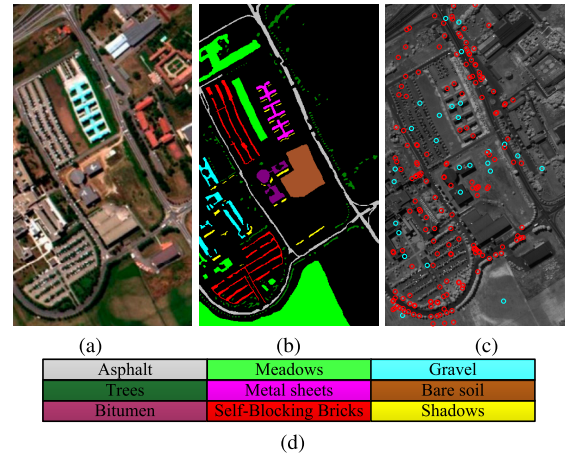 (a) (b) (c)
Asphalt Meadows Gravel
Trees Metal sheets Bare soil
Bitumen Self-Blocking Bricks Shadows
(d)